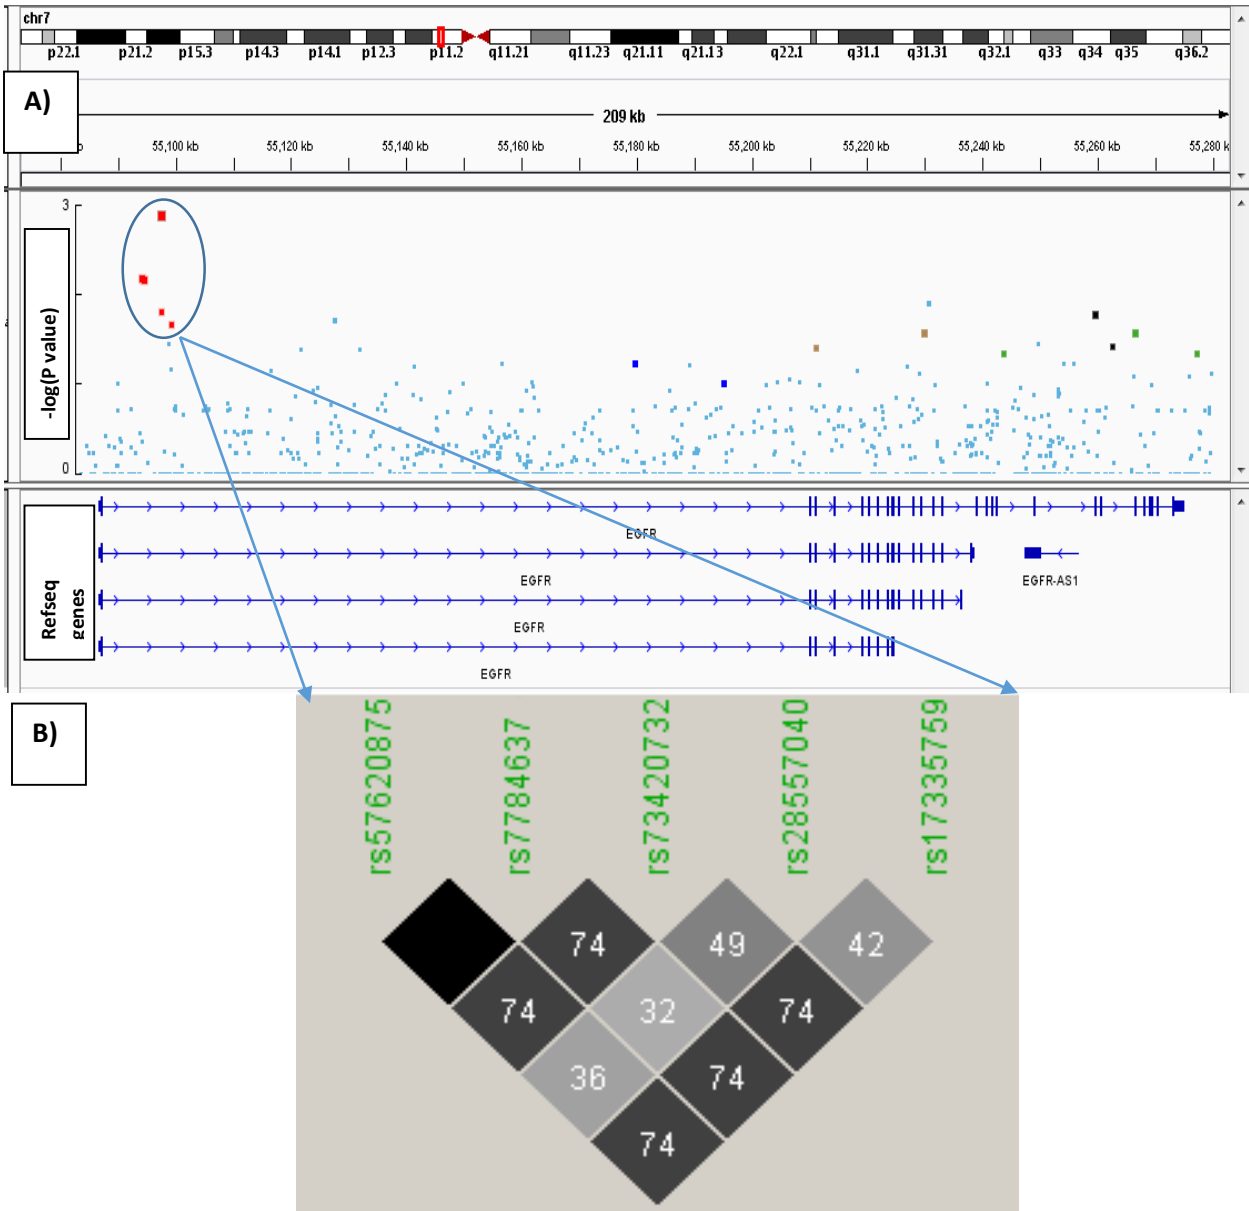 chr7
p22.1 p21.2 p15.3 p14.3 p14.1 p12.3 p11.2 q11.21 q11.23 q21.11 q21.13 q22.1 q31.1 q31.31 q32.1 q33 q34 q35 q36.2
A)
209 kb
55,100 kb 55,120 kb 55,140 kb 55,160 kb 55,180 kb 55,200 kb 55,220 kb 55,240 kb 55,260 kb 55,280 k
3
-log(P value)
0
Refseq
genes
EGFR
EGFR
EGFR-AS1
EGFR
EGFR
B)
rs57620875
rs7784637
rs73420732
rs28557040
rs17335759
74 49 42
74 32 74
36 74
74